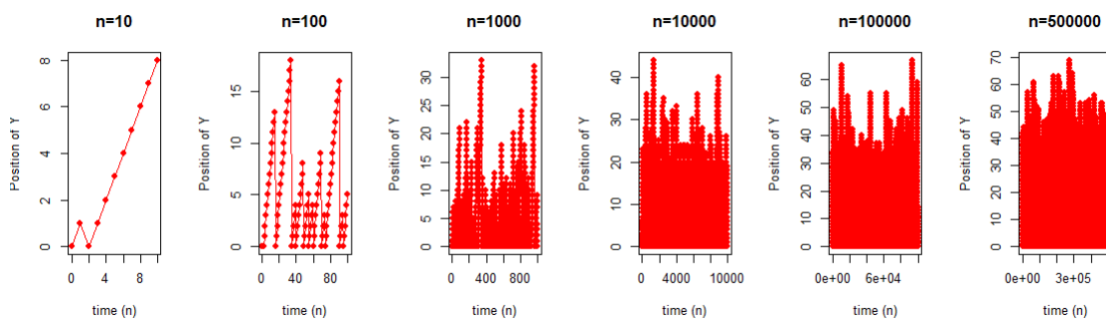 n=10
n=100
n=1000
n=10000
n=100000
n=500000
Position of Y
0 2 4 6 8
0 4 8
time (n)
Position of Y
0 5 10 15
0 40 80
time (n)
Position of Y
0 5 10 15 20 25 30
0 400 800
time (n)
Position of Y
0 10 20 30 40
0 4000 10000
time (n)
Position of Y
0 10 20 30 40 50 60
0e+00 6e+04
time (n)
Position of Y
0 10 20 30 40 50 60 70
0e+00 3e+05
time (n)